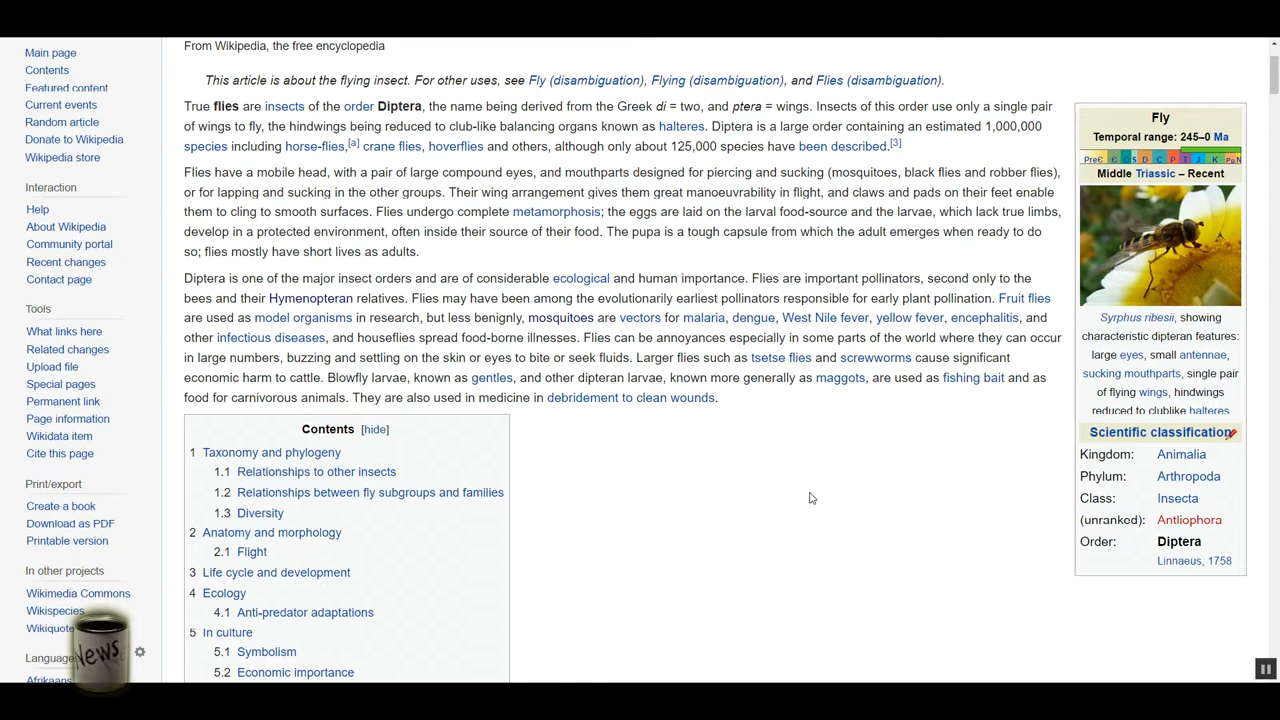 Main page
Contents
Featured content
Current events
Random article
Donate to Wikipedia
Wikipedia store
Interaction
Help
About Wikipedia
Community portal
Recent changes
Contact page
Tools
What links here
Related changes
Upload file
Special pages
Permanent link
Page information
Wikidata item
Cite this page
Print/export
Create a book
Download as PDF
Printable version
In other projects
Wikimedia Commons
Wikispecies
Wikiquote
Languages
Afrikaans
News
From Wikipedia, the free encyclopedia
This article is about the flying insect. For other uses, see Fly (disambiguation), Flying (disambiguation), and Flies (disambiguation).
True flies are insects of the order Diptera, the name being derived from the Greek di = two, and ptera = wings. Insects of this order use only a single pair
of wings to fly, the hindwings being reduced to club-like balancing organs known as halteres. Diptera is a large order containing an estimated 1,000,000
species including horse-flies,[a] crane flies, hoverflies and others, although only about 125,000 species have been described.[3]
Flies have a mobile head, with a pair of large compound eyes, and mouthparts designed for piercing and sucking (mosquitoes, black flies and robber flies),
or for lapping and sucking in the other groups. Their wing arrangement gives them great manoeuvrability in flight, and claws and pads on their feet enable
them to cling to smooth surfaces. Flies undergo complete metamorphosis; the eggs are laid on the larval food-source and the larvae, which lack true limbs,
develop in a protected environment, often inside their source of their food. The pupa is a tough capsule from which the adult emerges when ready to do
so; flies mostly have short lives as adults.
Diptera is one of the major insect orders and are of considerable ecological and human importance. Flies are important pollinators, second only to the
bees and their Hymenopteran relatives. Flies may have been among the evolutionarily earliest pollinators responsible for early plant pollination. Fruit flies
are used as model organisms in research, but less benignly, mosquitoes are vectors for malaria, dengue, West Nile fever, yellow fever, encephalitis, and
other infectious diseases, and houseflies spread food-borne illnesses. Flies can be annoyances especially in some parts of the world where they can occur
in large numbers, buzzing and settling on the skin or eyes to bite or seek fluids. Larger flies such as tsetse flies and screwworms cause significant
economic harm to cattle. Blowfly larvae, known as gentles, and other dipteran larvae, known more generally as maggots, are used as fishing bait and as
food for carnivorous animals. They are also used in medicine in debridement to clean wounds.
Contents [hide]
1 Taxonomy and phylogeny
1.1 Relationships to other insects
1.2 Relationships between fly subgroups and families
1.3 Diversity
2 Anatomy and morphology
2.1 Flight
3 Life cycle and development
4 Ecology
4.1 Anti-predator adaptations
5 In culture
5.1 Symbolism
5.2 Economic importance
Fly
Temporal range: 245–0 Ma
PreЄ Є O S D C P T J K Pg N
Middle Triassic – Recent
Syrphus ribesii, showing
characteristic dipteran features:
large eyes, small antennae,
sucking mouthparts, single pair
of flying wings, hindwings
reduced to clublike halteres
Scientific classification
Kingdom: Animalia
Phylum: Arthropoda
Class: Insecta
(unranked): Antliophora
Order: Diptera
Linnaeus, 1758